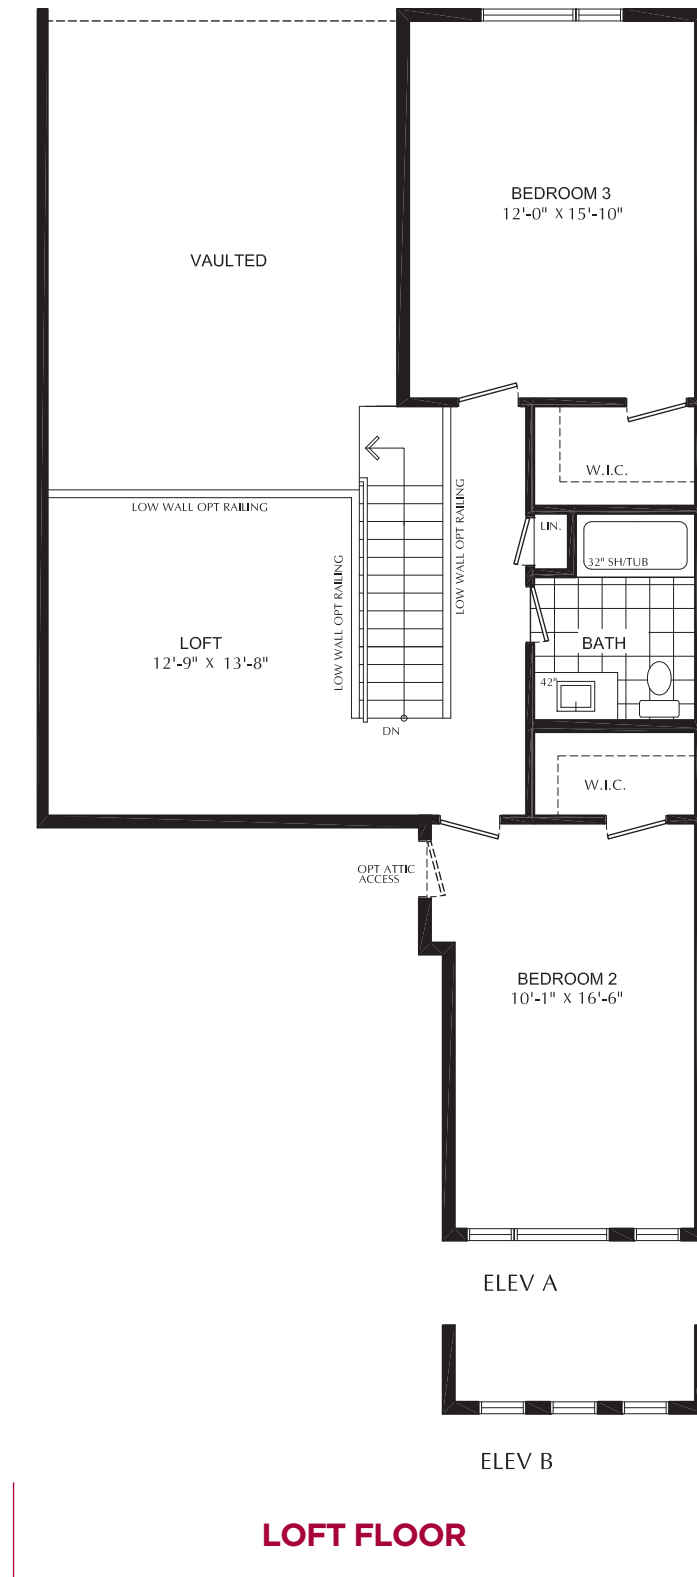 BEDROOM 3
12'-0" X 15'-10"
VAULTED
W.I.C.
LOW WALL OPT RAILING
LOW WALL OPT RAILING
LOW WALL OPT RAILING
LIN.
32" SH/TUB
LOFT
12'-9" X 13'-8"
BATH
42"
DN
W.I.C.
OPT ATTIC
ACCESS
BEDROOM 2
10'-1" X 16'-6"
ELEV A
ELEV B
LOFT FLOOR